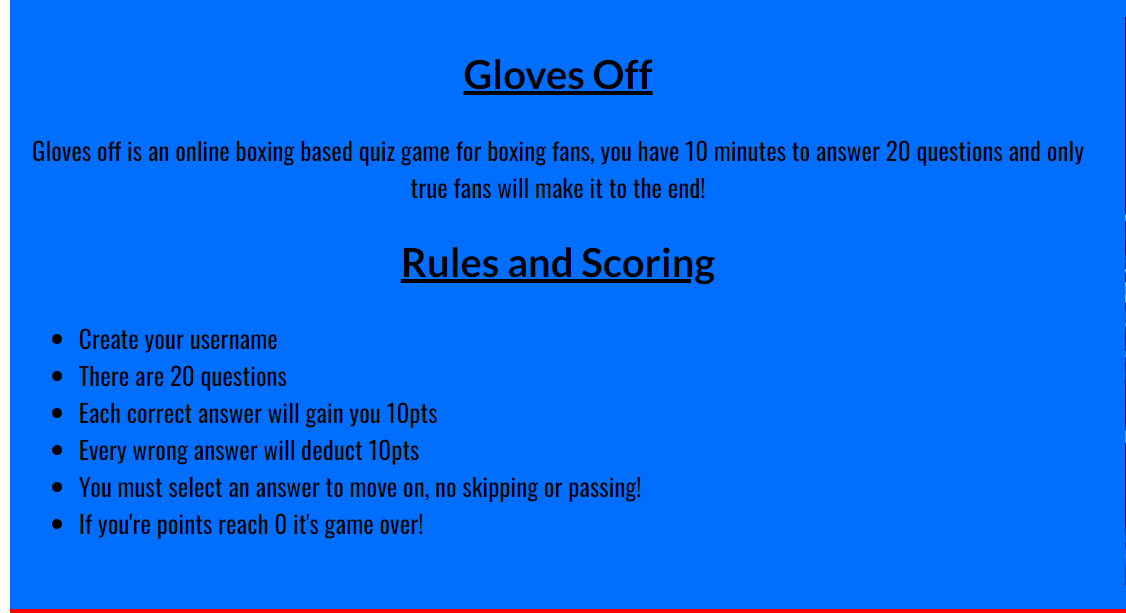 Gloves Off
Gloves off is an online boxing based quiz game for boxing fans, you have 10 minutes to answer 20 questions and only
true fans will make it to the end!
Rules and Scoring
Create your username
There are 20 questions
Each correct answer will gain you 10pts
Every wrong answer will deduct 10pts
You must select an answer to move on, no skipping or passing!
If you're points reach 0 it's game over!